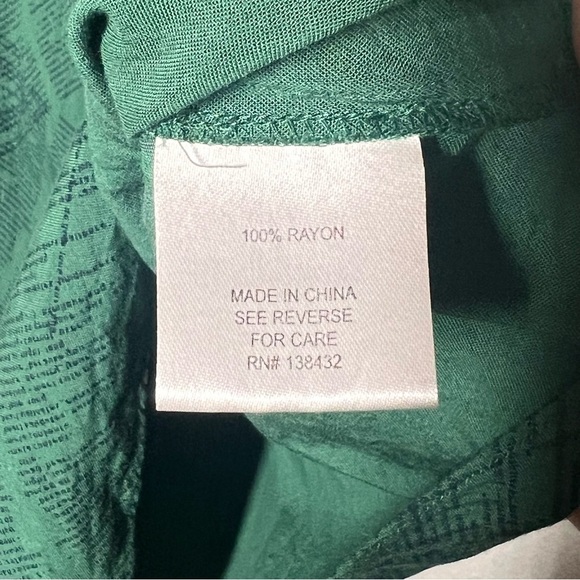 100% RAYON
MADE IN CHINA
SEE REVERSE
FOR CARE
RN# 138432